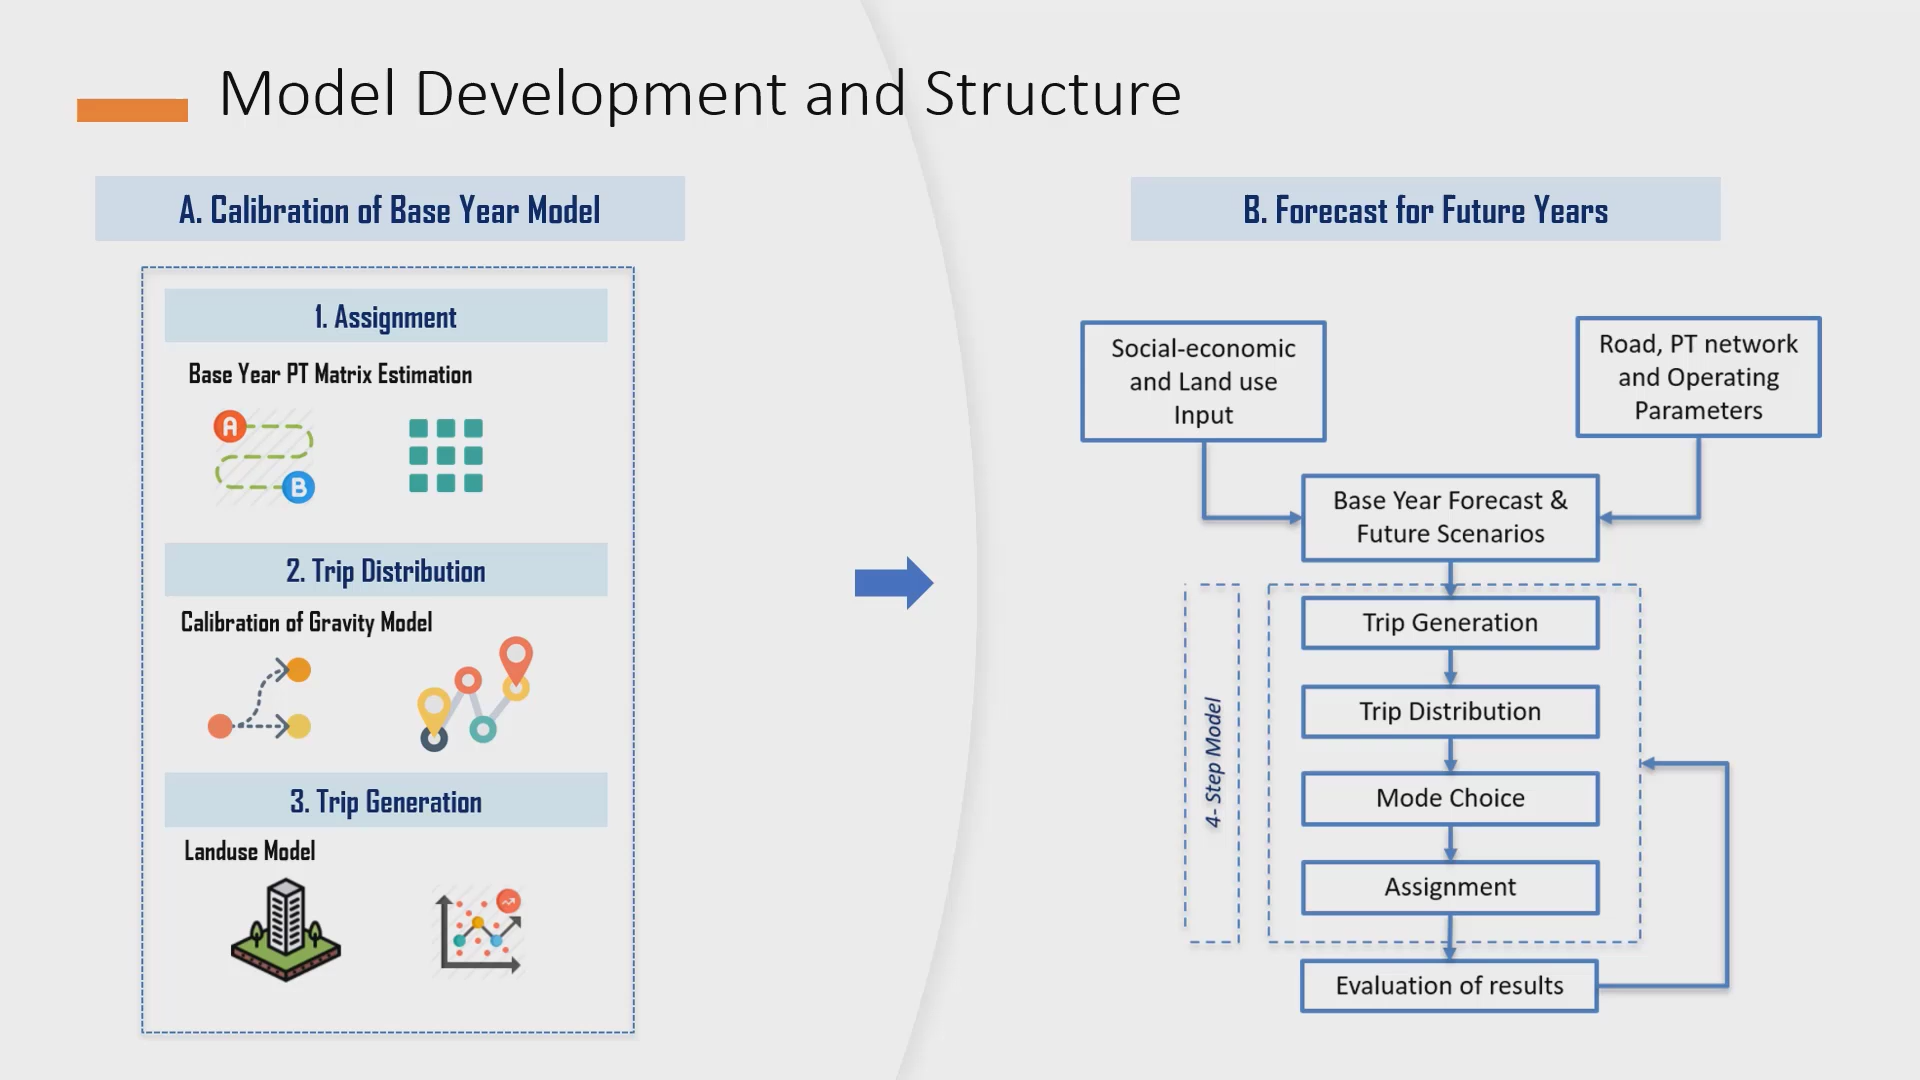 Model Development and Structure
A. Calibration of Base Year Model
1. Assignment
Base Year PT Matrix Estimation
A
B
2. Trip Distribution
Calibration of Gravity Model
3. Trip Generation
Landuse Model
B. Forecast for Future Years
Social-economic
and Land use
Input
Road, PT network
and Operating
Parameters
Base Year Forecast &
Future Scenarios
4- Step Model
Trip Generation
Trip Distribution
Mode Choice
Assignment
Evaluation of results